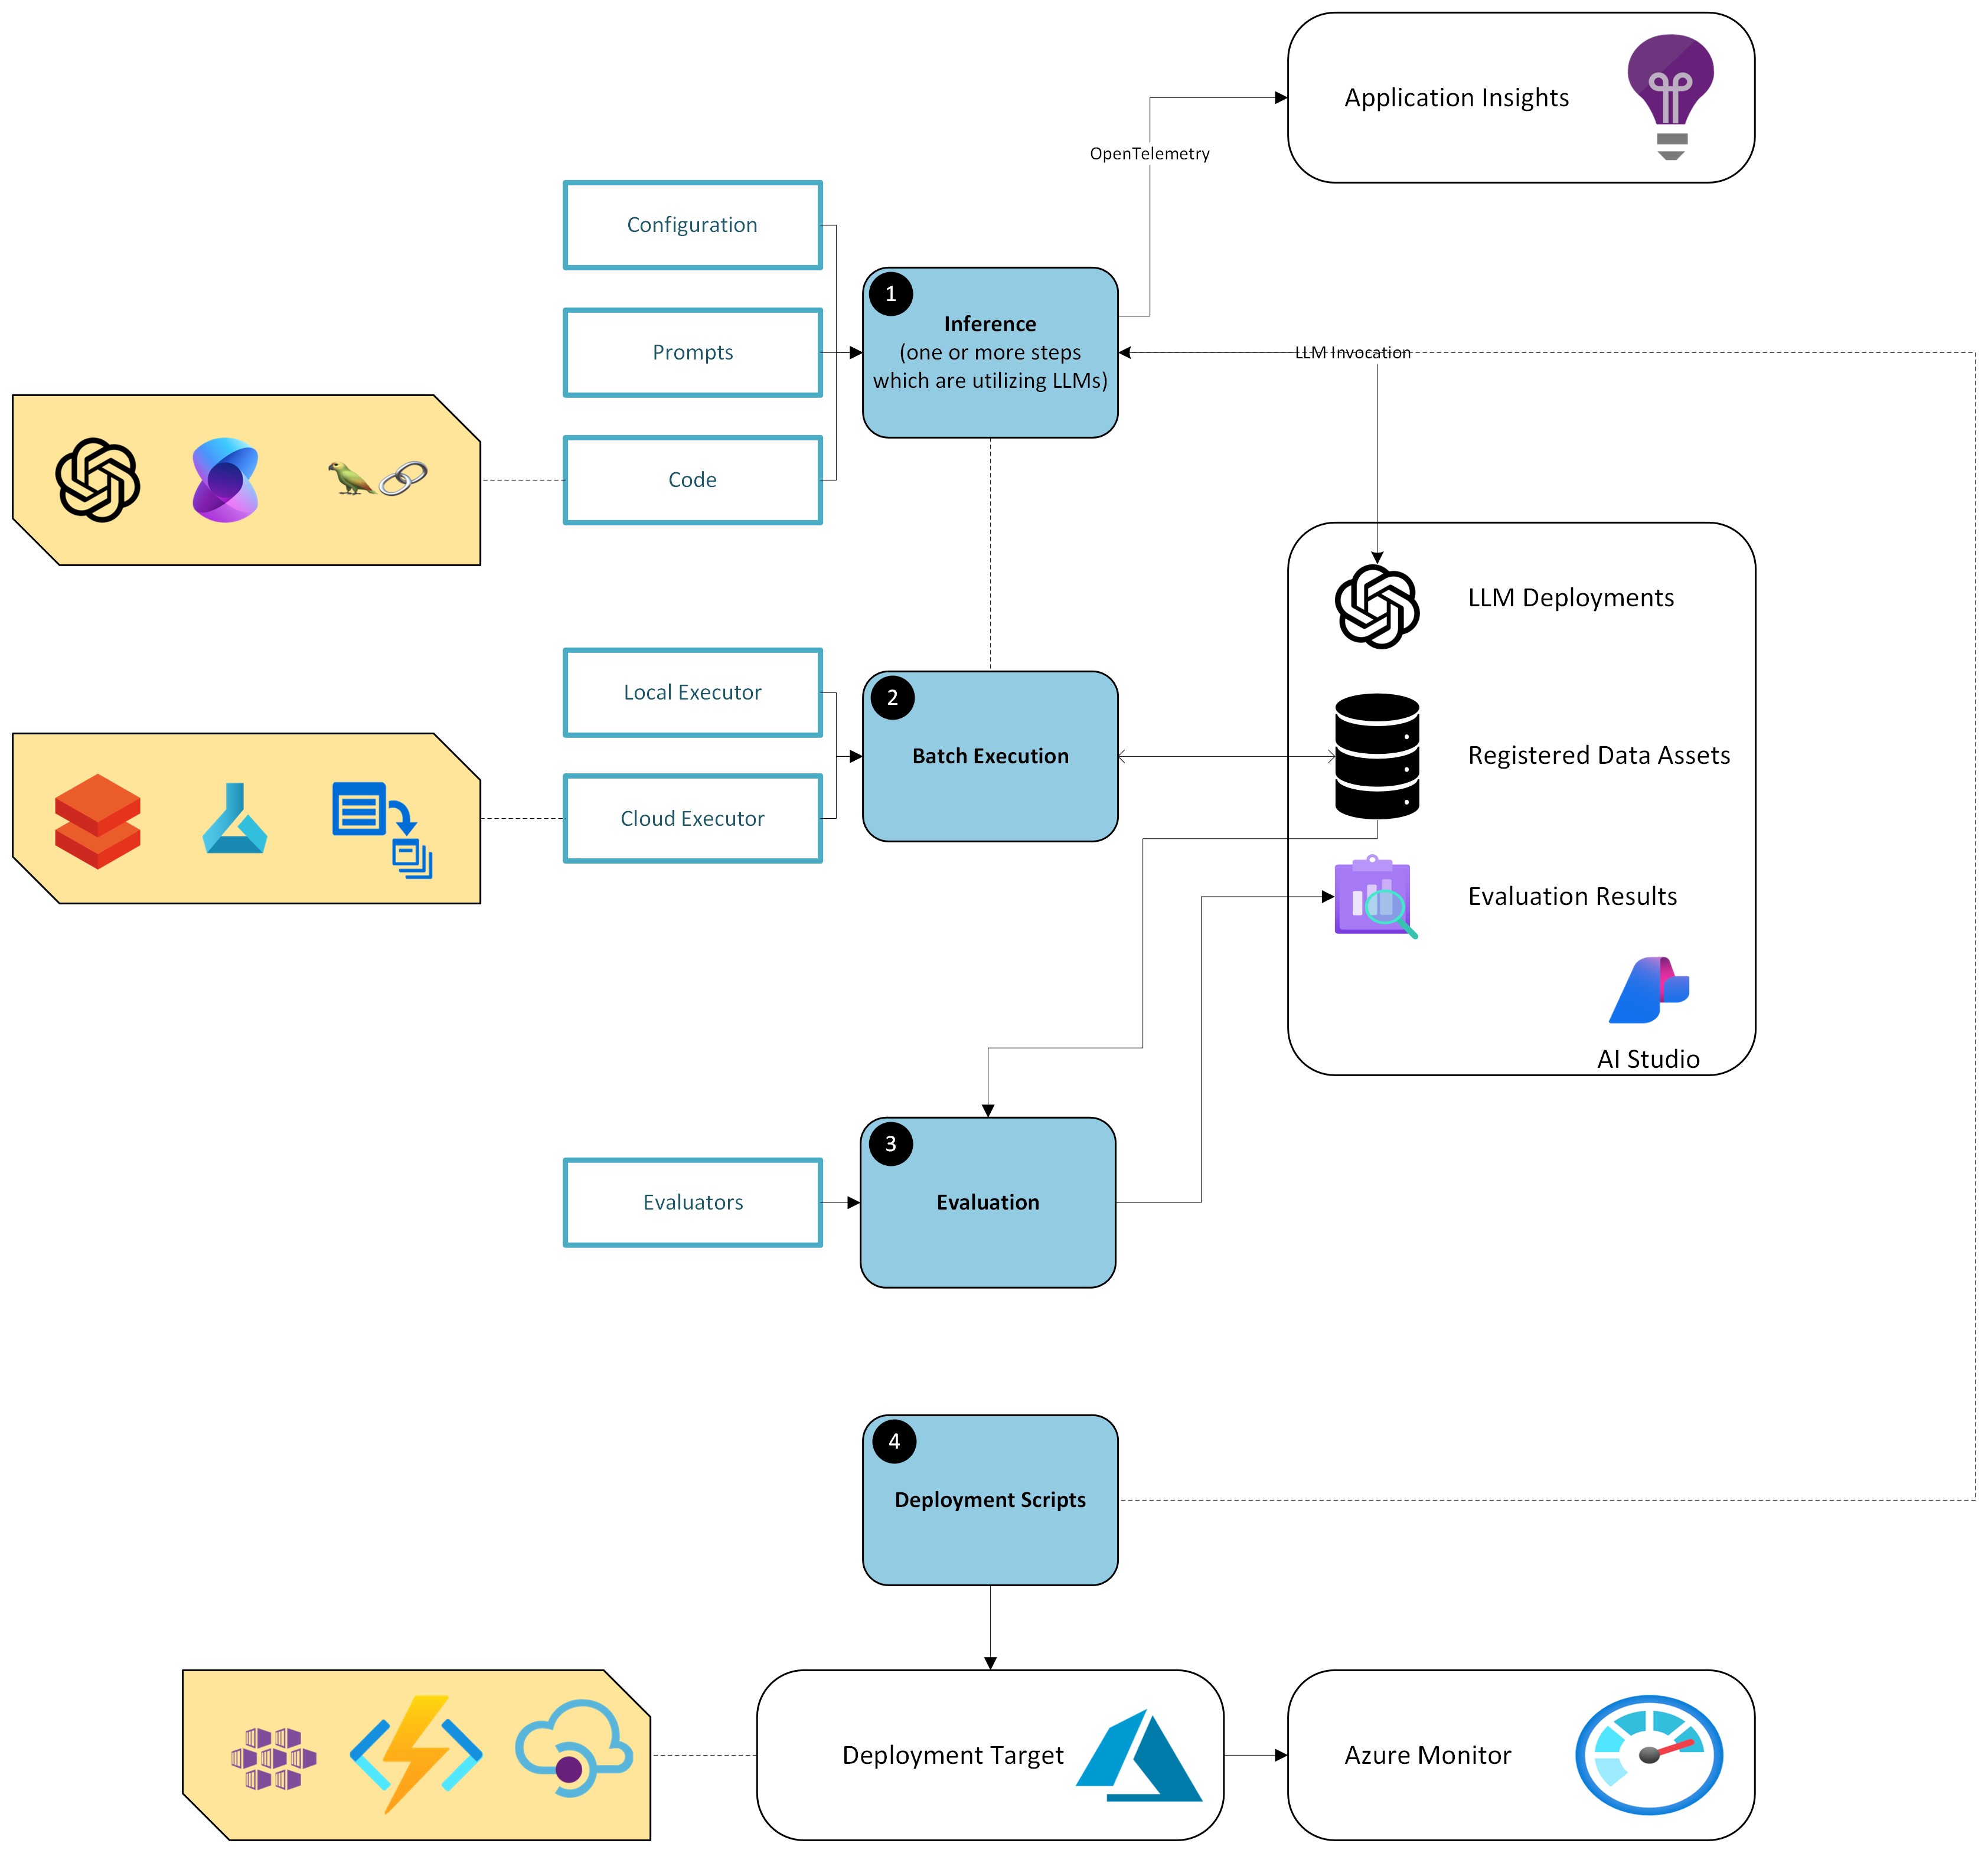 Application Insights
OpenTelemetry
Configuration
1
Inference
(one or more steps
which are utilizing LLMs)
Prompts
LLM Invocation
Code
LLM Deployments
Local Executor
2
Batch Execution
Registered Data Assets
Cloud Executor
Evaluation Results
AI Studio
3
Evaluators
Evaluation
4
Deployment Scripts
Deployment Target
Azure Monitor